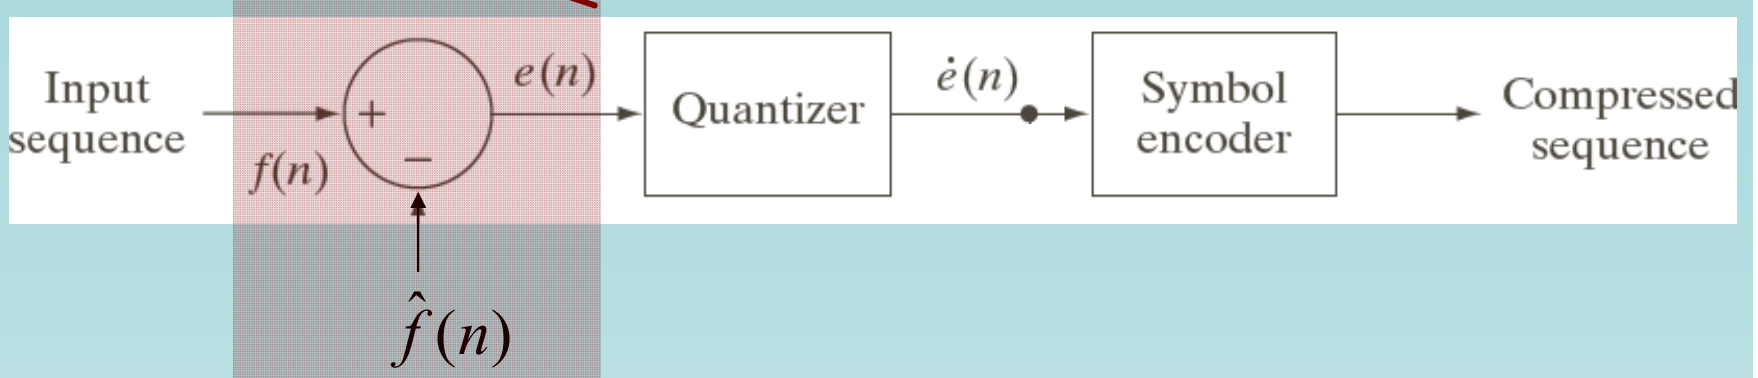 Input
sequence
f(n)
+
−
e(n)
Quantizer
ė(n)
Symbol
encoder
Compressed
sequence
f̂(n)